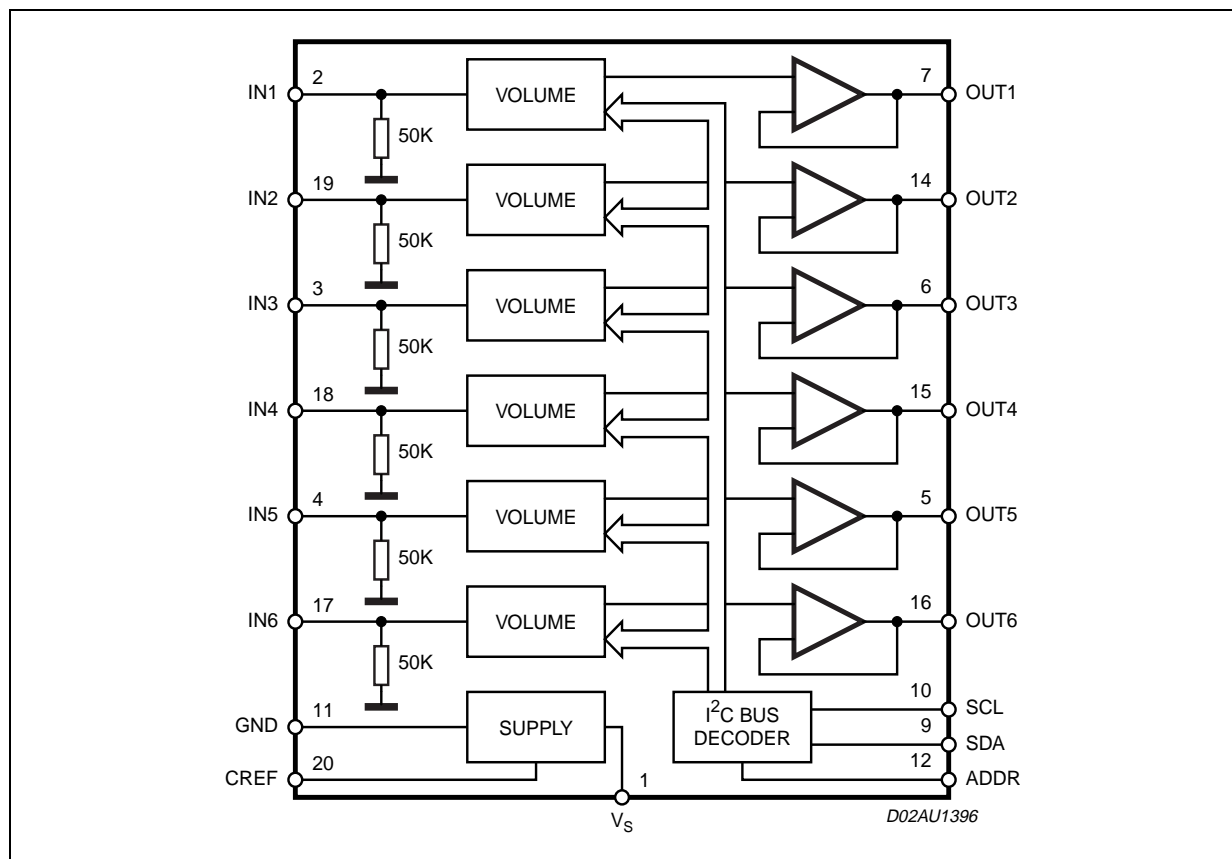 2
7
IN1
VOLUME
OUT1
50K
19
14
IN2
VOLUME
OUT2
50K
3
6
IN3
VOLUME
OUT3
50K
18
15
IN4
VOLUME
OUT4
50K
4
5
IN5
VOLUME
OUT5
50K
17
16
IN6
VOLUME
OUT6
50K
10
11
SCL
GND
SUPPLY
I²C BUS
DECODER
9
SDA
20
12
CREF
1
ADDR
VS
D02AU1396